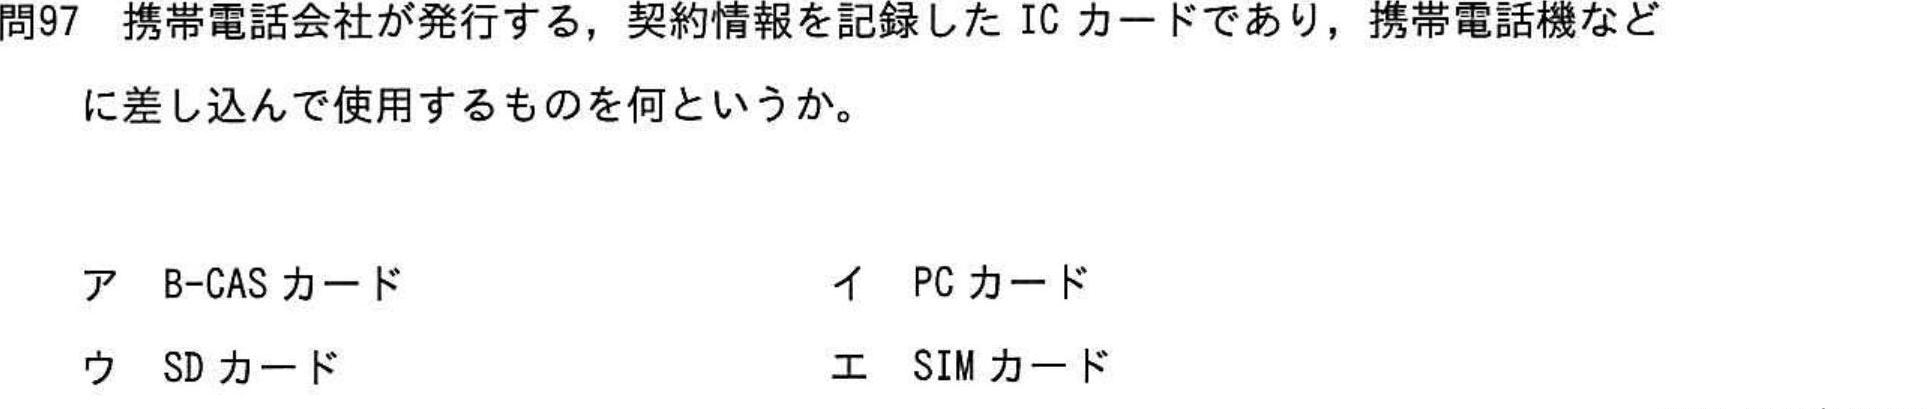 問97 携帯電話会社が発行する，契約情報を記録した IC カードであり，携帯電話機など
に差し込んで使用するものを何というか。
ア B-CAS カード イ PC カード
ウ SD カード エ SIM カード